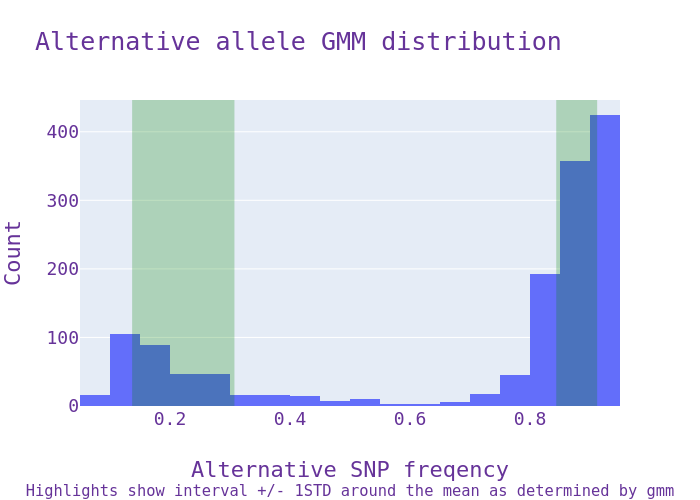 Alternative allele GMM distribution
400
300
200
100
0
Count
0.2 0.4 0.6 0.8
Alternative SNP freqency
Highlights show interval +/- 1STD around the mean as determined by gmm